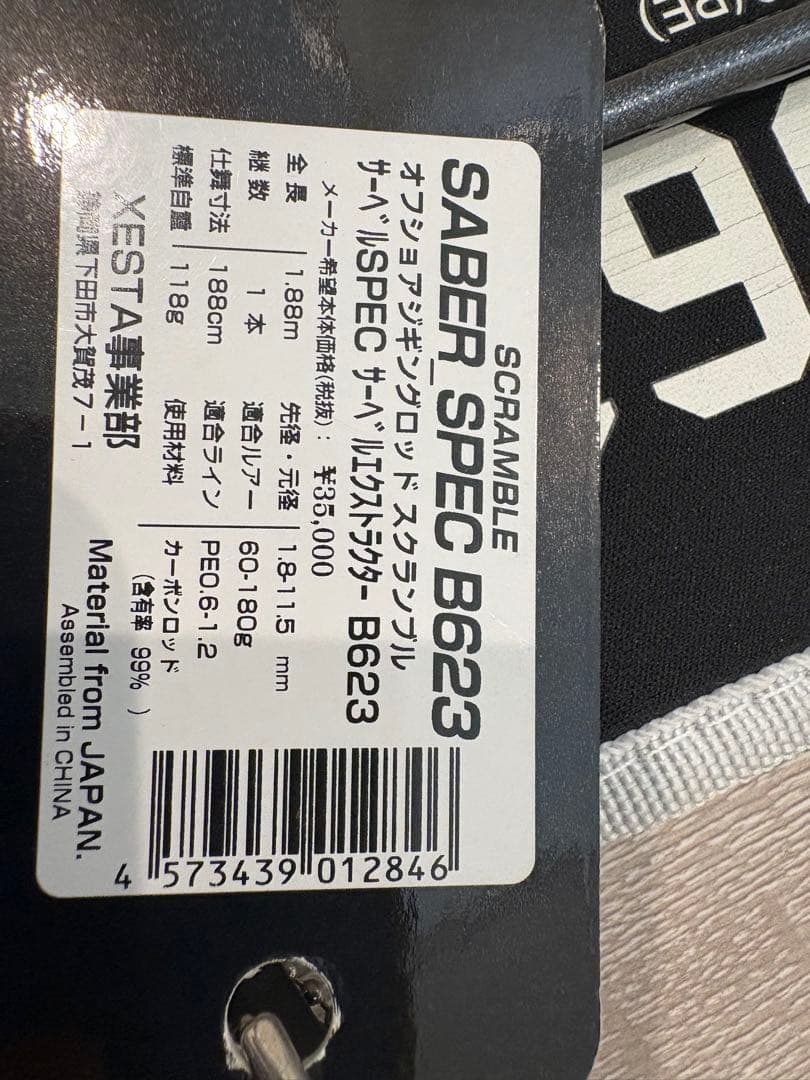 SCRAMBLE
SABER_SPEC B623
オフショアジギングロッド スクランブル
サーベルSPEC サーベルエクストラクター B623
メーカー希望本体価格(税抜)：¥35,000
全長 1.88m 先径・元径 1.8-11.5 mm
継数 1 本 適合ルアー 60-180g
仕舞寸法 188cm 適合ライン PE0.6-1.2
標準自重 118g 使用材料 カーボンロッド
(含有率 99% )
XESTA事業部
静岡県下田市大賀茂7-1
Material from JAPAN.
Assembled in CHINA
4 573439 012846